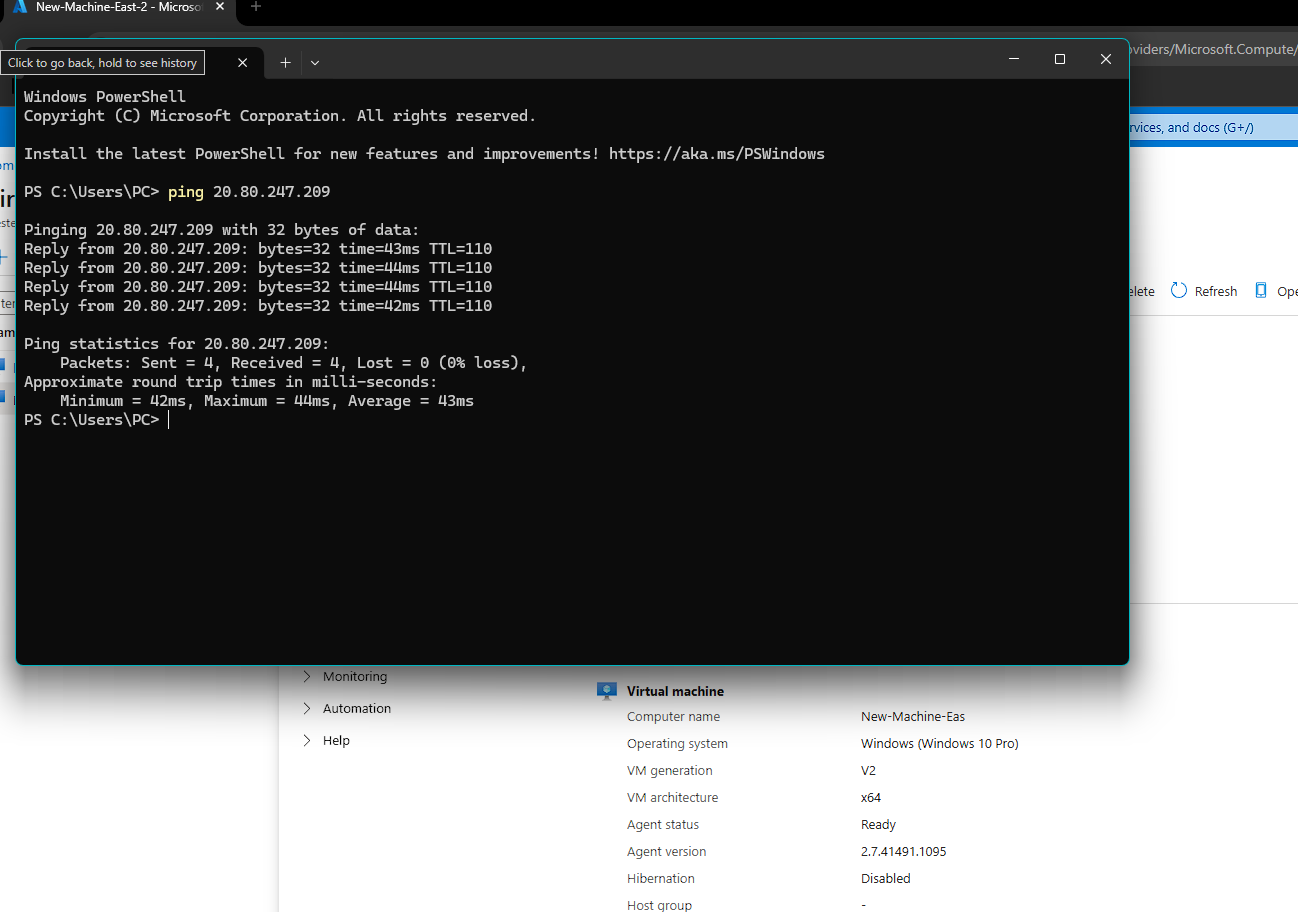 New-Machine-East-2 - Microso
oviders/Microsoft.Compute/
Click to go back, hold to see history
Windows PowerShell
Copyright (C) Microsoft Corporation. All rights reserved.
rvices, and docs (G+/)
Install the latest PowerShell for new features and improvements! https://aka.ms/PSWindows
PS C:\Users\PC> ping 20.80.247.209
Pinging 20.80.247.209 with 32 bytes of data:
Reply from 20.80.247.209: bytes=32 time=43ms TTL=110
Reply from 20.80.247.209: bytes=32 time=44ms TTL=110
Reply from 20.80.247.209: bytes=32 time=44ms TTL=110
Reply from 20.80.247.209: bytes=32 time=42ms TTL=110
elete Refresh Ope
Ping statistics for 20.80.247.209:
Packets: Sent = 4, Received = 4, Lost = 0 (0% loss),
Approximate round trip times in milli-seconds:
Minimum = 42ms, Maximum = 44ms, Average = 43ms
PS C:\Users\PC>
Monitoring
Automation
Help
Virtual machine
Computer name New-Machine-Eas
Operating system Windows (Windows 10 Pro)
VM generation V2
VM architecture x64
Agent status Ready
Agent version 2.7.41491.1095
Hibernation Disabled
Host group -